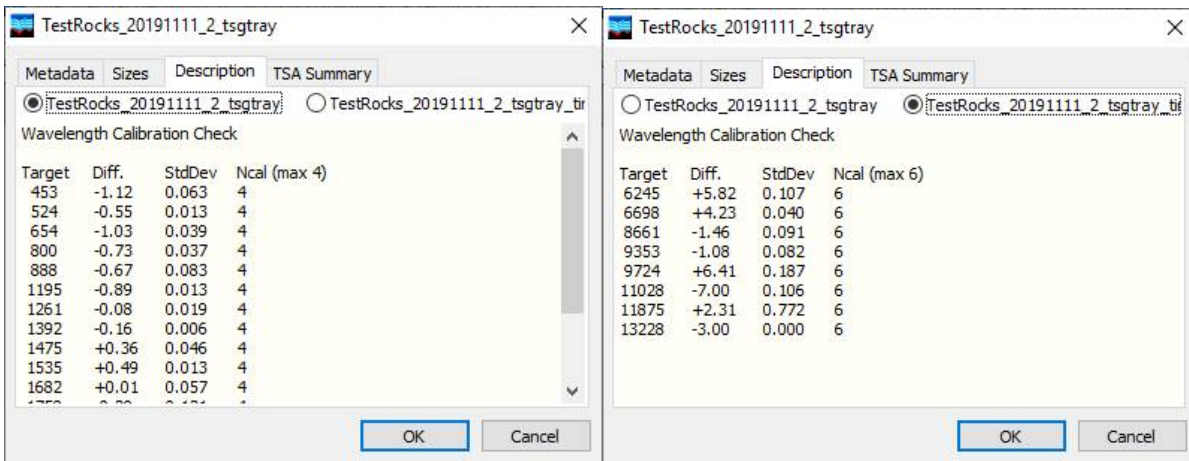 TestRocks_20191111_2_tsgtray
Metadata Sizes Description TSA Summary
TestRocks_20191111_2_tsgtray TestRocks_20191111_2_tsgtray_tir
Wavelength Calibration Check
Target Diff. StdDev Ncal (max 4)
453 -1.12 0.063 4
524 -0.55 0.013 4
654 -1.03 0.039 4
800 -0.73 0.037 4
888 -0.67 0.083 4
1195 -0.89 0.013 4
1261 -0.08 0.019 4
1392 -0.16 0.006 4
1475 +0.36 0.046 4
1535 +0.49 0.013 4
1682 +0.01 0.057 4
OK Cancel
TestRocks_20191111_2_tsgtray
Metadata Sizes Description TSA Summary
TestRocks_20191111_2_tsgtray TestRocks_20191111_2_tsgtray_tir
Wavelength Calibration Check
Target Diff. StdDev Ncal (max 6)
6245 +5.82 0.107 6
6698 +4.23 0.040 6
8661 -1.46 0.091 6
9353 -1.08 0.082 6
9724 +6.41 0.187 6
11028 -7.00 0.106 6
11875 +2.31 0.772 6
13228 -3.00 0.000 6
OK Cancel